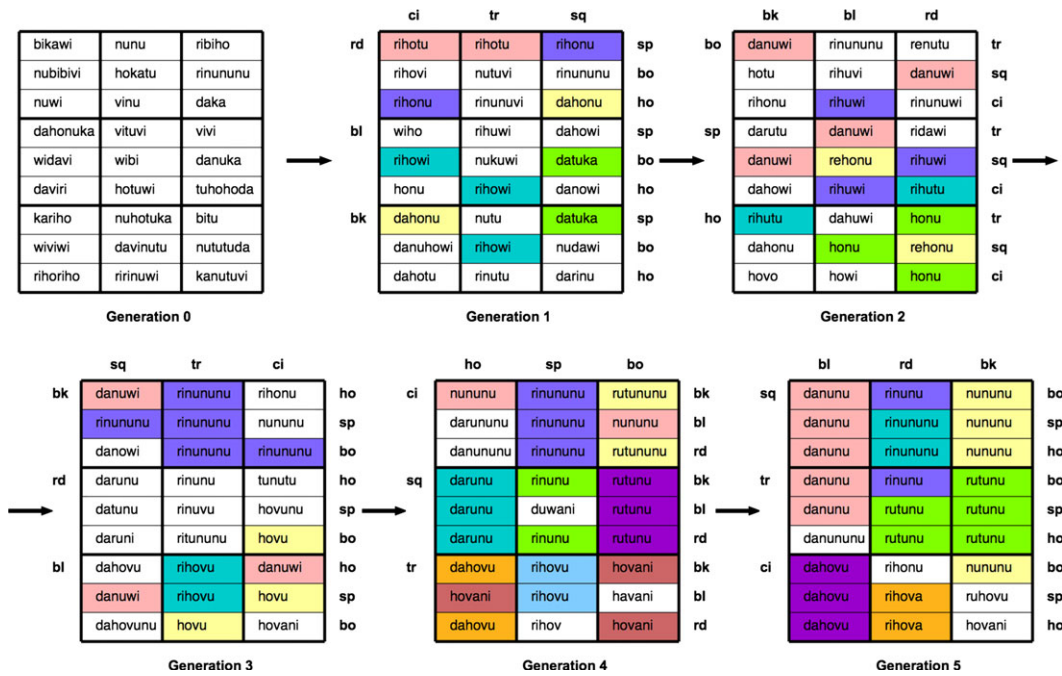 ci tr sq
bk bl rd
bikawi nunu ribiho
rd rihotu rihotu rihonu sp
bo danuwi rinununu renutu tr
nubibivi hokatu rinununu
rihovi nutuvi rinununu bo
hotu rihuvi danuwi sq
nuwi vinu daka
rihonu rinunuvi dahonu ho
rihonu rihuwi rinunuwi ci
dahonuka vituvi vivi
bl wiho rihuwi dahowi sp
sp darutu danuwi ridawi tr
widavi wibi danuka
rihowi nukuwi datuka bo
danuwi rehonu rihuwi sq
daviri hotuwi tuhohoda
honu rihowi danowi ho
dahowi rihuwi rihutu ci
kariho nuhotuka bitu
bk dahonu nutu datuka sp
ho rihutu dahuwi honu tr
wiviwi davinutu nututuda
danuhowi rihowi nudawi bo
dahonu honu rehonu sq
rihoriho ririnuwi kanutuvi
dahotu rinutu darinu ho
hovo howi honu ci
Generation 0 Generation 1 Generation 2
sq tr ci
ho sp bo
bl rd bk
bk danuwi rinununu rihonu ho
ci nununu rinununu rutununu bk
sq danunu rinunu nununu bo
rinununu rinununu nununu sp
darununu rinununu nununu bl
danunu rinununu nununu sp
danowi rinununu rinununu bo
danununu rinununu rutununu rd
danunu rinununu nununu ho
rd darunu rinunu tunutu ho
sq darunu rinunu rutunu bk
tr danunu rinunu rutunu bo
datunu rinuvu hovunu sp
darunu duwani rutunu bl
danunu rutunu rutunu sp
daruni ritununu hovu bo
darunu rinunu rutunu rd
danununu rutunu rutunu ho
bl dahovu rihovu danuwi ho
tr dahovu rihovu hovani bk
ci dahovu rihonu nununu bo
danuwi rihovu hovu sp
hovani rihovu havani bl
dahovu rihova ruhovu sp
dahovunu hovu hovani bo
dahovu rihov hovani rd
dahovu rihova hovani ho
Generation 3 Generation 4 Generation 5